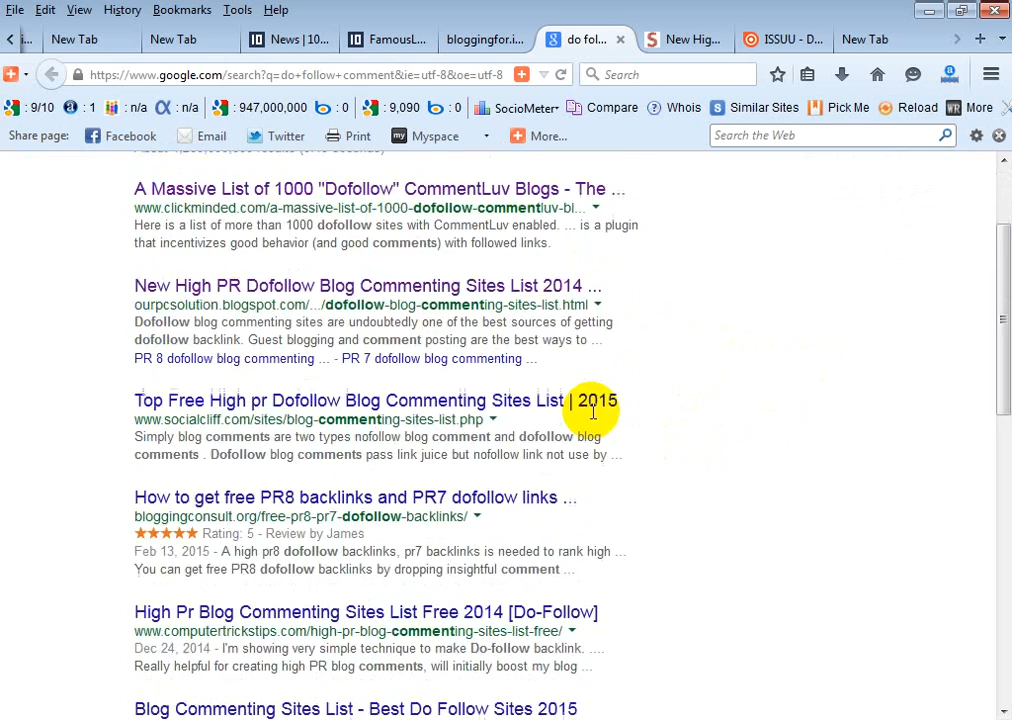 File Edit View History Bookmarks Tools Help
i... New Tab New Tab News | 10... FamousL... bloggingfor.i... do fol... New Hig... ISSUU - D... New Tab
https://www.google.com/search?q=do+follow+comment&ie=utf-8&oe=utf-8 Search
: 9/10 : 1 : n/a : n/a : 947,000,000 : 0 : 9,090 : 0 SocioMeter Compare Whois Similar Sites Pick Me Reload More
Share page: Facebook Email Twitter Print Myspace More... Search the Web
A Massive List of 1000 "Dofollow" CommentLuv Blogs - The ...
www.clickminded.com/a-massive-list-of-1000-dofollow-commentluv-bl...
Here is a list of more than 1000 dofollow sites with CommentLuv enabled. ... is a plugin
that incentivizes good behavior (and good comments) with followed links.
New High PR Dofollow Blog Commenting Sites List 2014 ...
ourpcsolution.blogspot.com/.../dofollow-blog-commenting-sites-list.html
Dofollow blog commenting sites are undoubtedly one of the best sources of getting
dofollow backlink. Guest blogging and comment posting are the best ways to ...
PR 8 dofollow blog commenting ... - PR 7 dofollow blog commenting ...
Top Free High pr Dofollow Blog Commenting Sites List | 2015
www.socialcliff.com/sites/blog-commenting-sites-list.php
Simply blog comments are two types nofollow blog comment and dofollow blog
comments . Dofollow blog comments pass link juice but nofollow link not use by ...
How to get free PR8 backlinks and PR7 dofollow links ...
bloggingconsult.org/free-pr8-pr7-dofollow-backlinks/
Rating: 5 - Review by James
Feb 13, 2015 - A high pr8 dofollow backlinks, pr7 backlinks is needed to rank high ...
You can get free PR8 dofollow backlinks by dropping insightful comment ...
High Pr Blog Commenting Sites List Free 2014 [Do-Follow]
www.computertrickstips.com/high-pr-blog-commenting-sites-list-free/
Dec 24, 2014 - I'm showing very simple technique to make Do-follow backlink. ....
Really helpful for creating high PR blog comments, will initially boost my blog ...
Blog Commenting Sites List - Best Do Follow Sites 2015